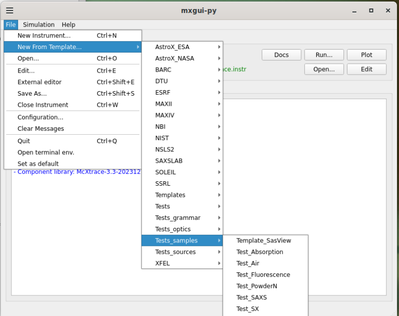 mxgui-py
File Simulation Help
New Instrument... Ctrl+N
New From Template...
Open... Ctrl+O
Edit... Ctrl+E
External editor Ctrl+Shift+E
Save As... Ctrl+Shift+S
Close Instrument Ctrl+W
Configuration...
Clear Messages
Quit Ctrl+Q
Open terminal env.
Set as default
AstroX_ESA
AstroX_NASA
BARC
DTU
ESRF
MAXII
MAXIV
NBI
NIST
NSLS2
SAXSLAB
SOLEIL
SSRL
Templates
Tests
Tests_grammar
Tests_optics
Tests_samples
Tests_sources
XFEL
Template_SasView
Test_Absorption
Test_Air
Test_Fluorescence
Test_PowderN
Test_SAXS
Test_SX
Docs Run... Plot
ce.instr Open... Edit
- Component library: McXtrace-3.3-202312